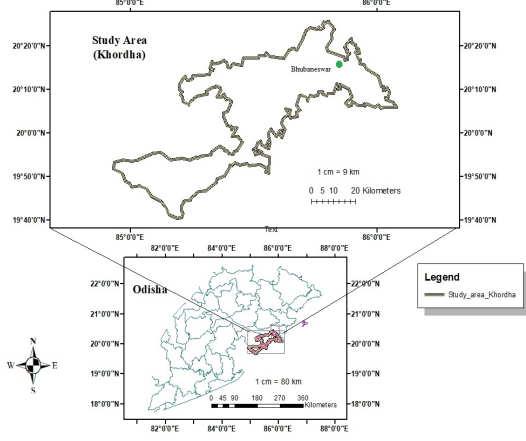 85°0'0"E
86°0'0"E
Study Area
(Khordha)
Bhubaneswar
20°20'0"N
20°20'0"N
20°10'0"N
20°10'0"N
20°0'0"N
20°0'0"N
19°50'0"N
19°50'0"N
19°40'0"N
19°40'0"N
1 cm = 9 km
0 5 10 20 Kilometers
85°0'0"E
Text
86°0'0"E
82°0'0"E
84°0'0"E
86°0'0"E
88°0'0"E
Odisha
22°0'0"N
22°0'0"N
21°0'0"N
21°0'0"N
20°0'0"N
20°0'0"N
19°0'0"N
19°0'0"N
18°0'0"N
18°0'0"N
1 cm = 80 km
0 45 90 180 270 360
Kilometers
82°0'0"E
84°0'0"E
86°0'0"E
88°0'0"E
Legend
Study_area_Khordha
N
W E
S